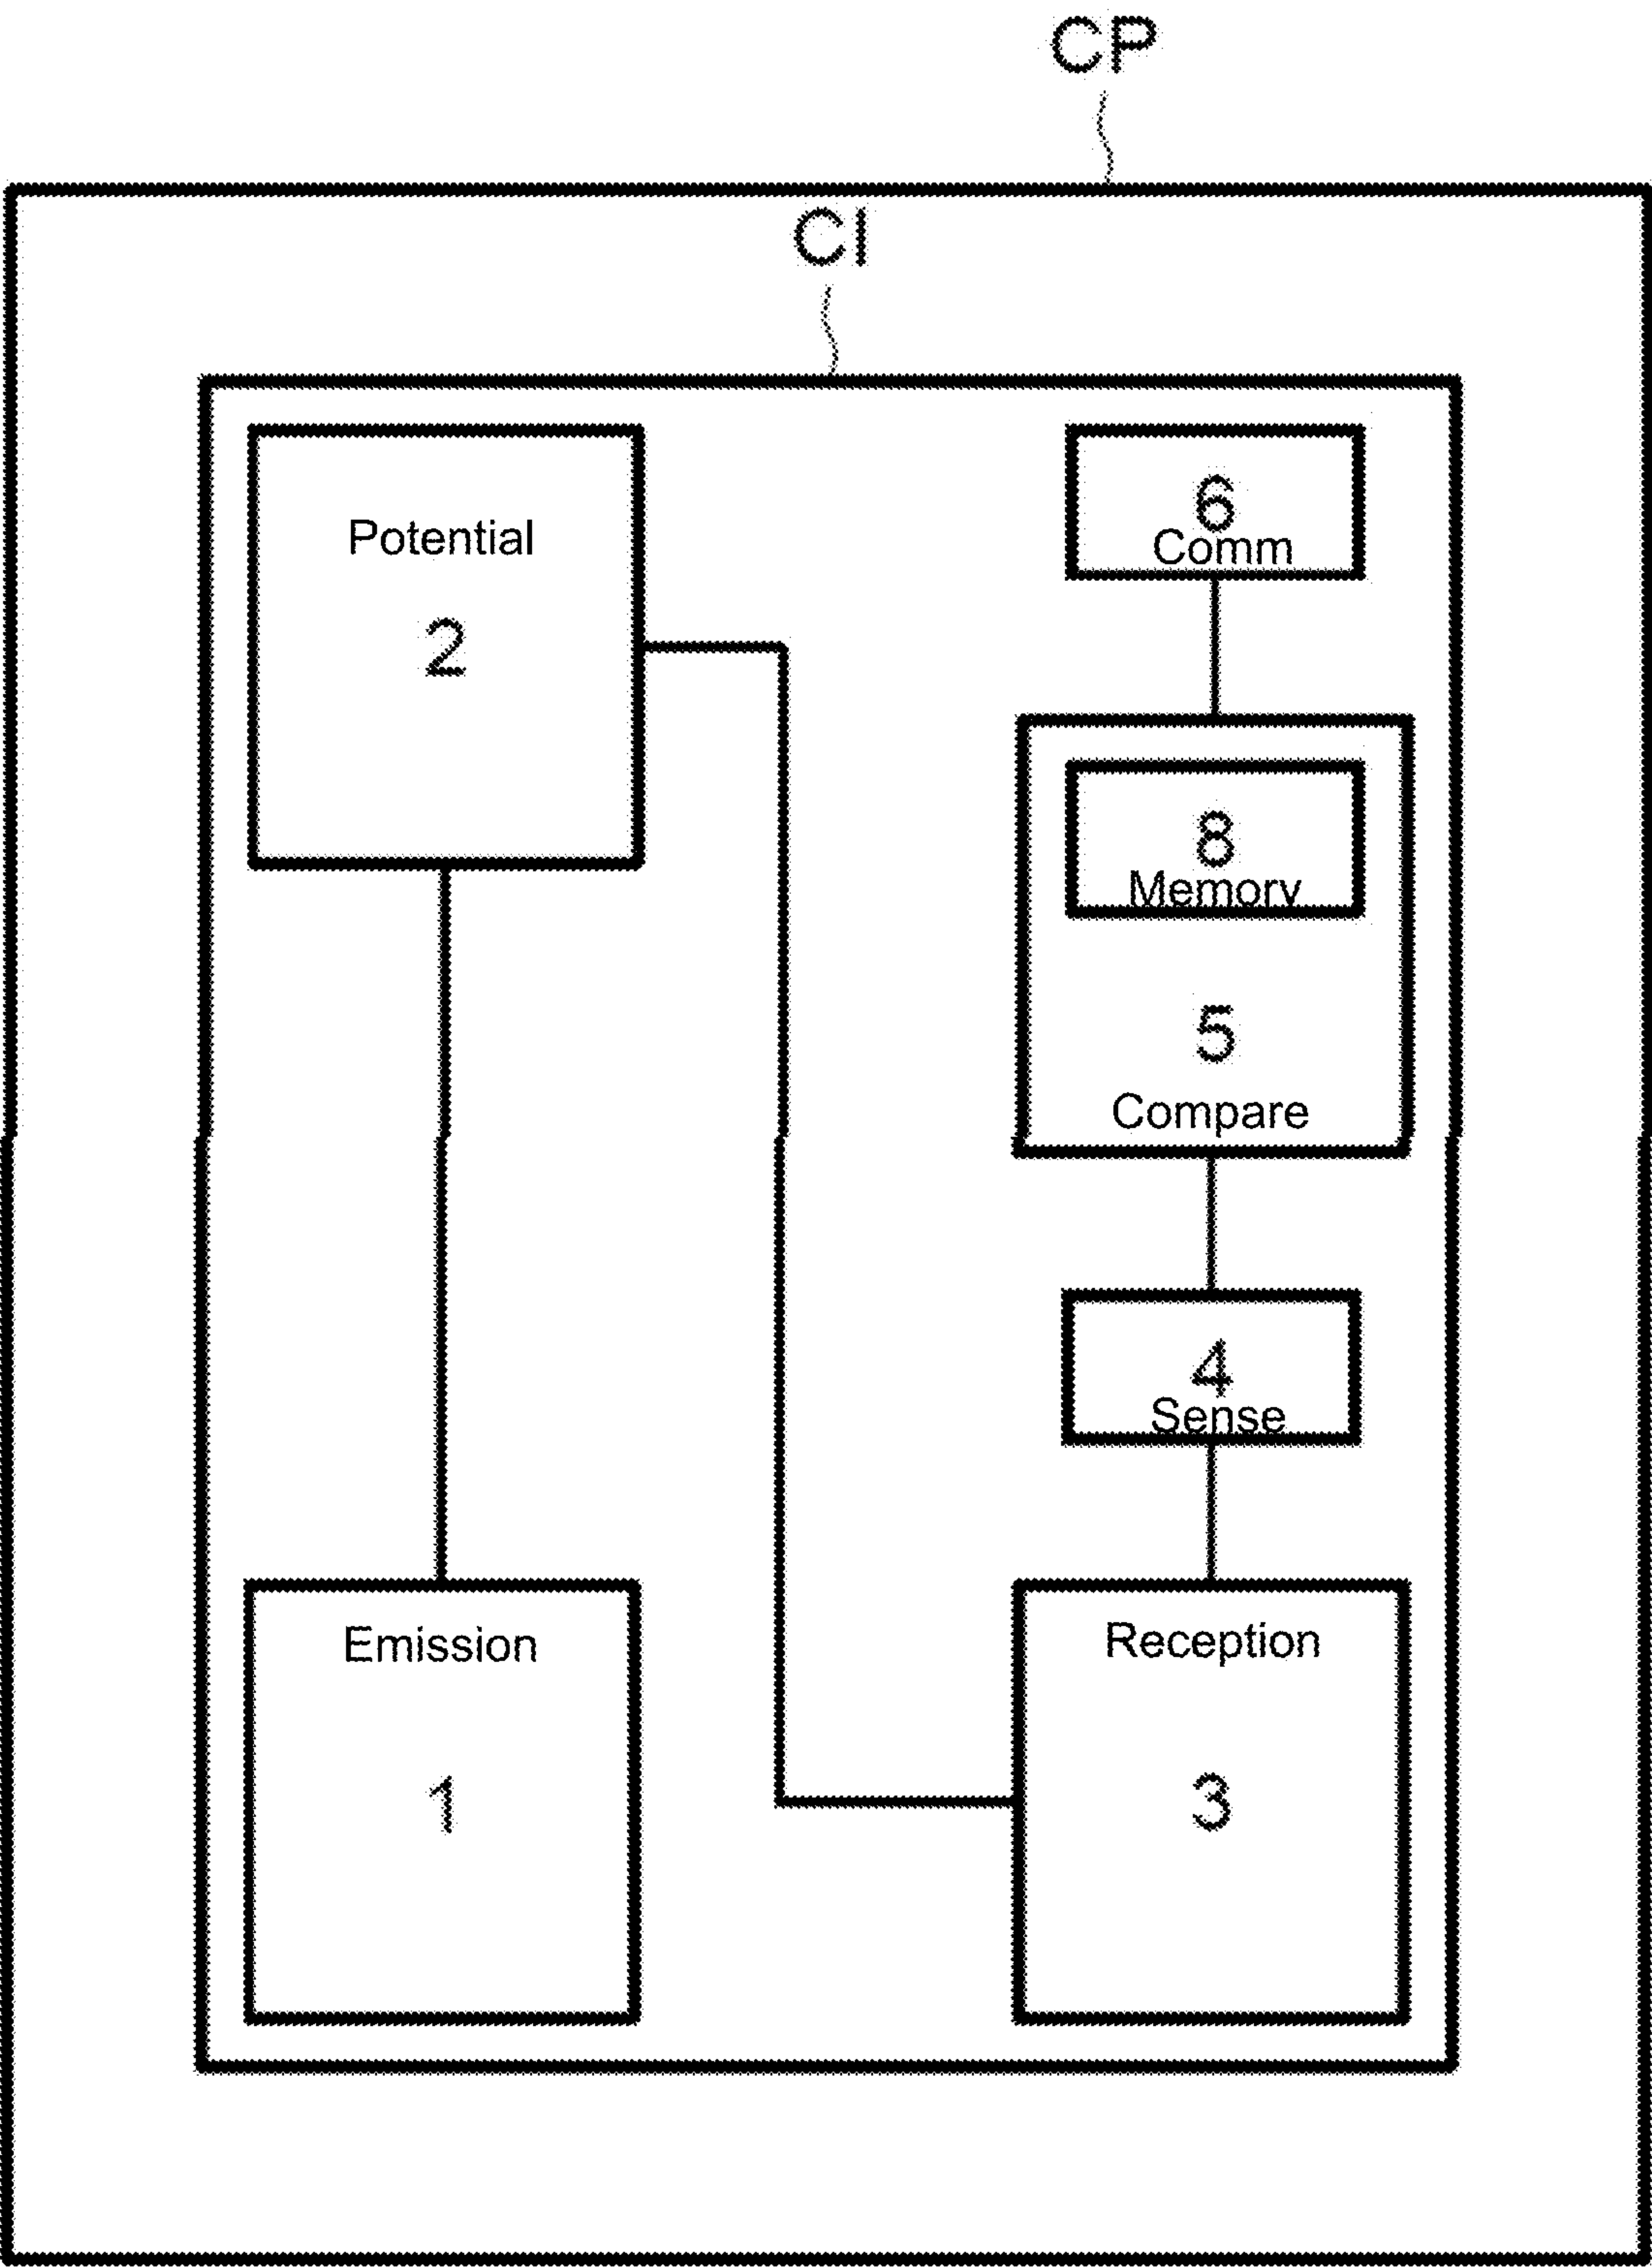 CP
CI
Potential
2
6
Comm
8
Memory
5
Compare
4
Sense
Emission
1
Reception
3